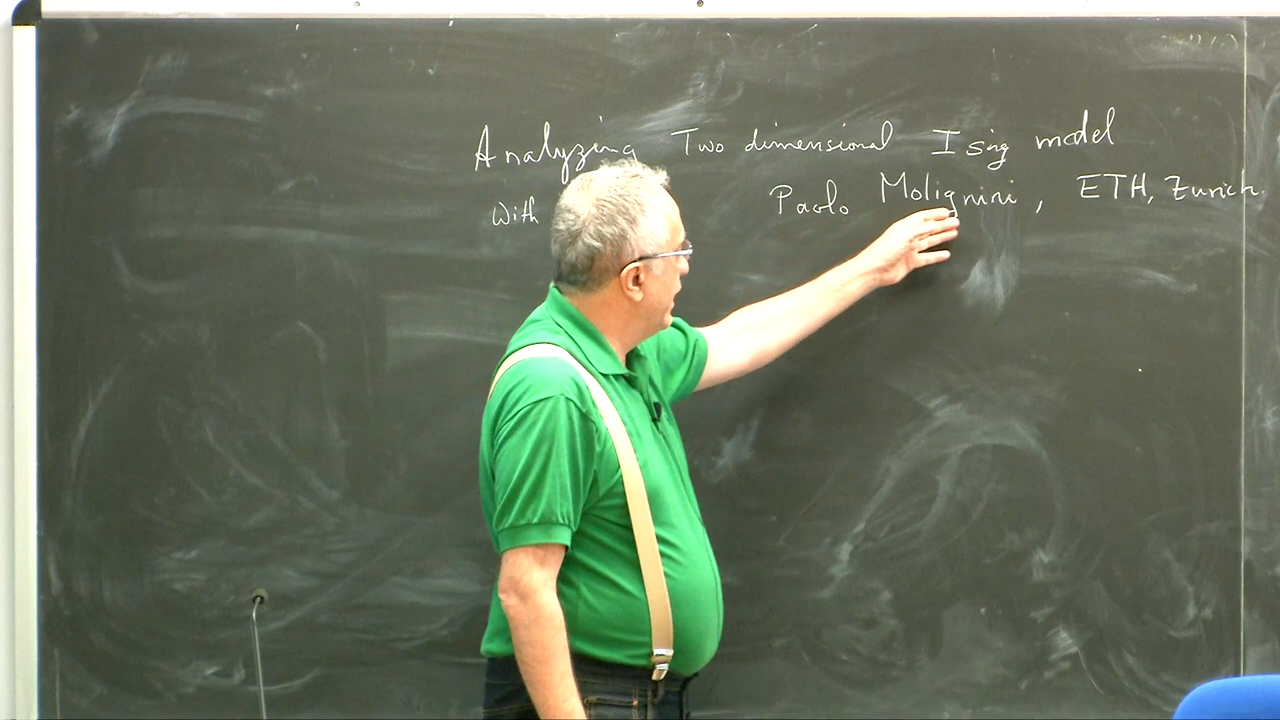 Analyzing Two dimensional Ising model
With Paolo Molignini, ETH, Zurich